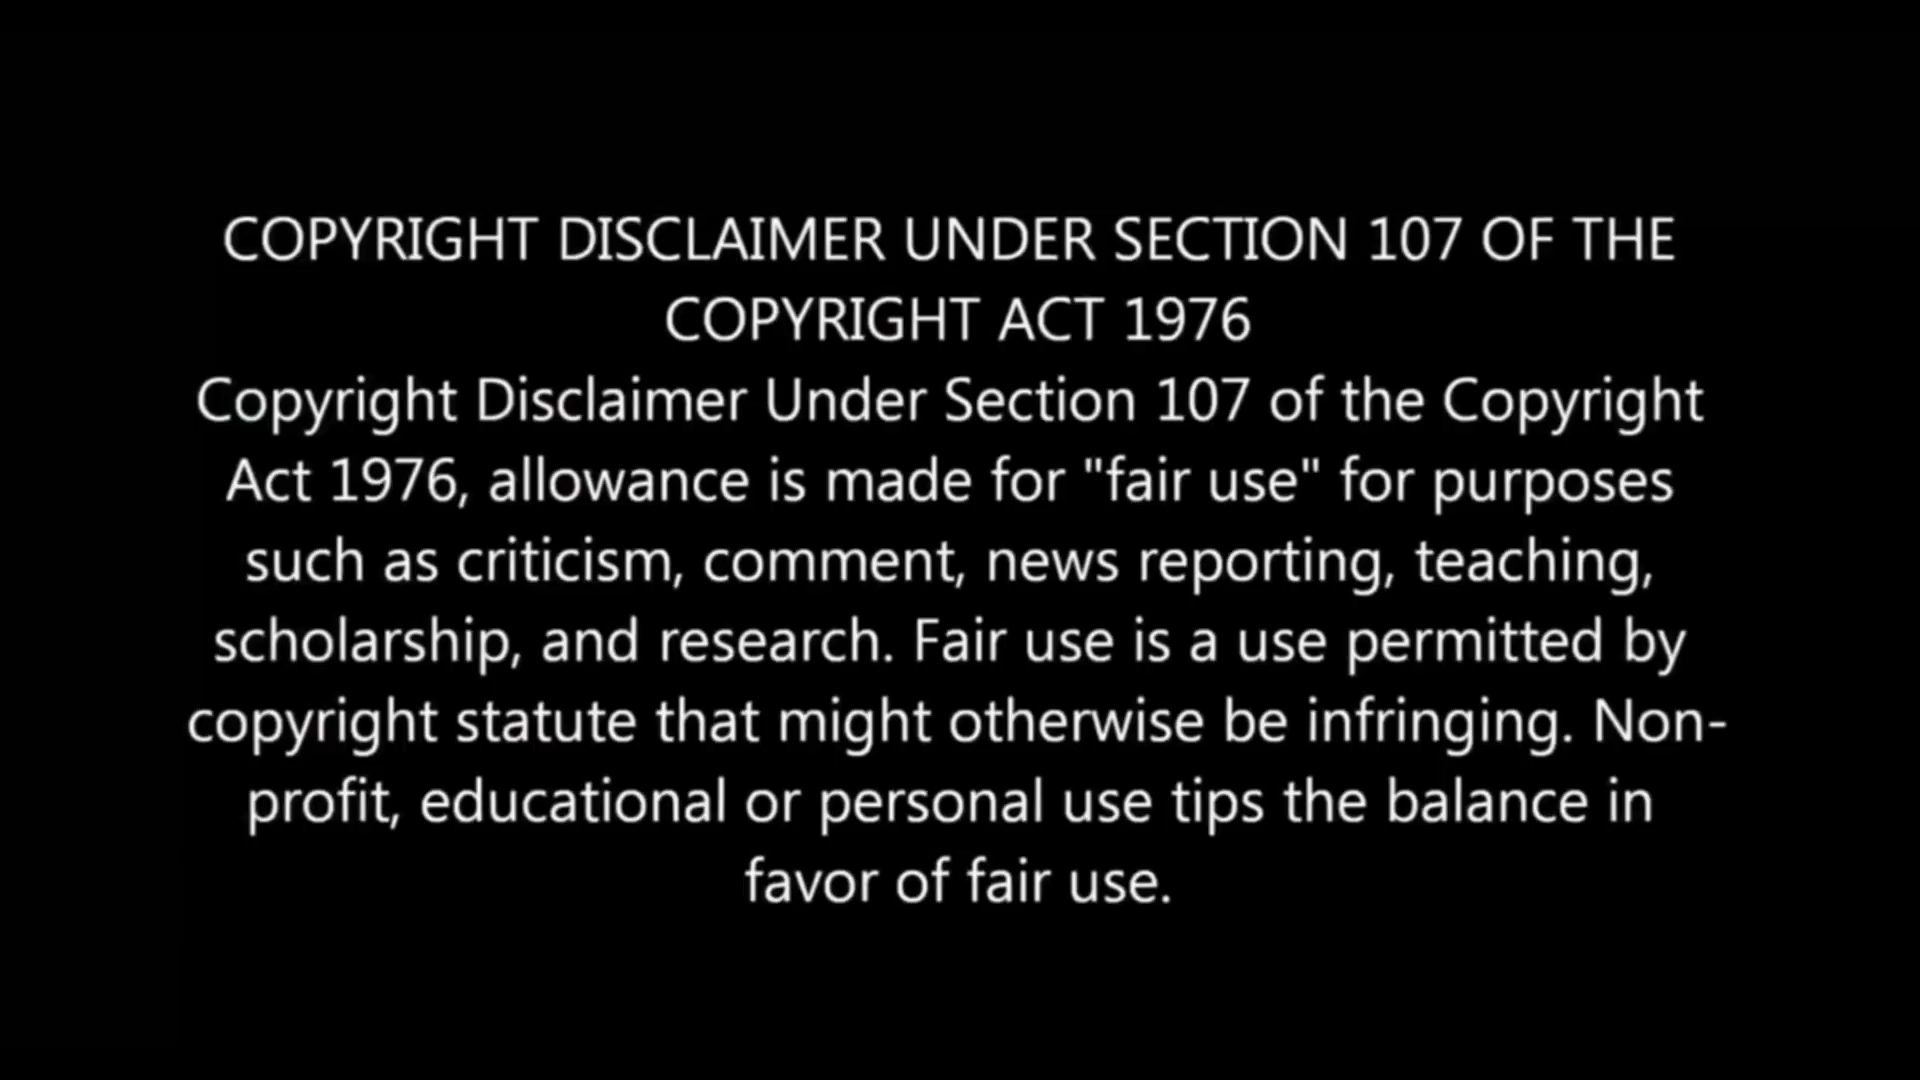 COPYRIGHT DISCLAIMER UNDER SECTION 107 OF THE
COPYRIGHT ACT 1976
Copyright Disclaimer Under Section 107 of the Copyright
Act 1976, allowance is made for "fair use" for purposes
such as criticism, comment, news reporting, teaching,
scholarship, and research. Fair use is a use permitted by
copyright statute that might otherwise be infringing. Non-
profit, educational or personal use tips the balance in
favor of fair use.